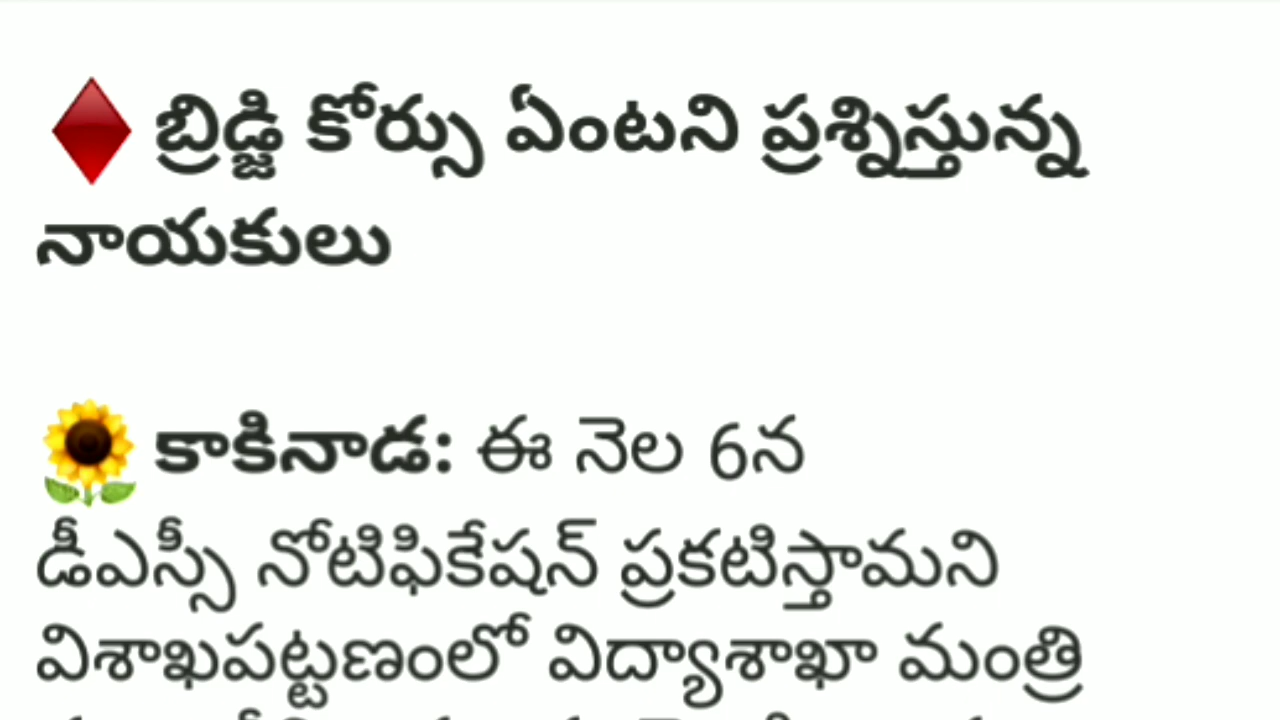 బ్రిడ్జి కోర్సు ఏంటని ప్రశ్నిస్తున్న
నాయకులు
కాకినాడ: ఈ నెల 6న
డీఎస్సీ నోటిఫికేషన్ ప్రకటిస్తామని
విశాఖపట్టణంలో విద్యాశాఖా మంత్రి